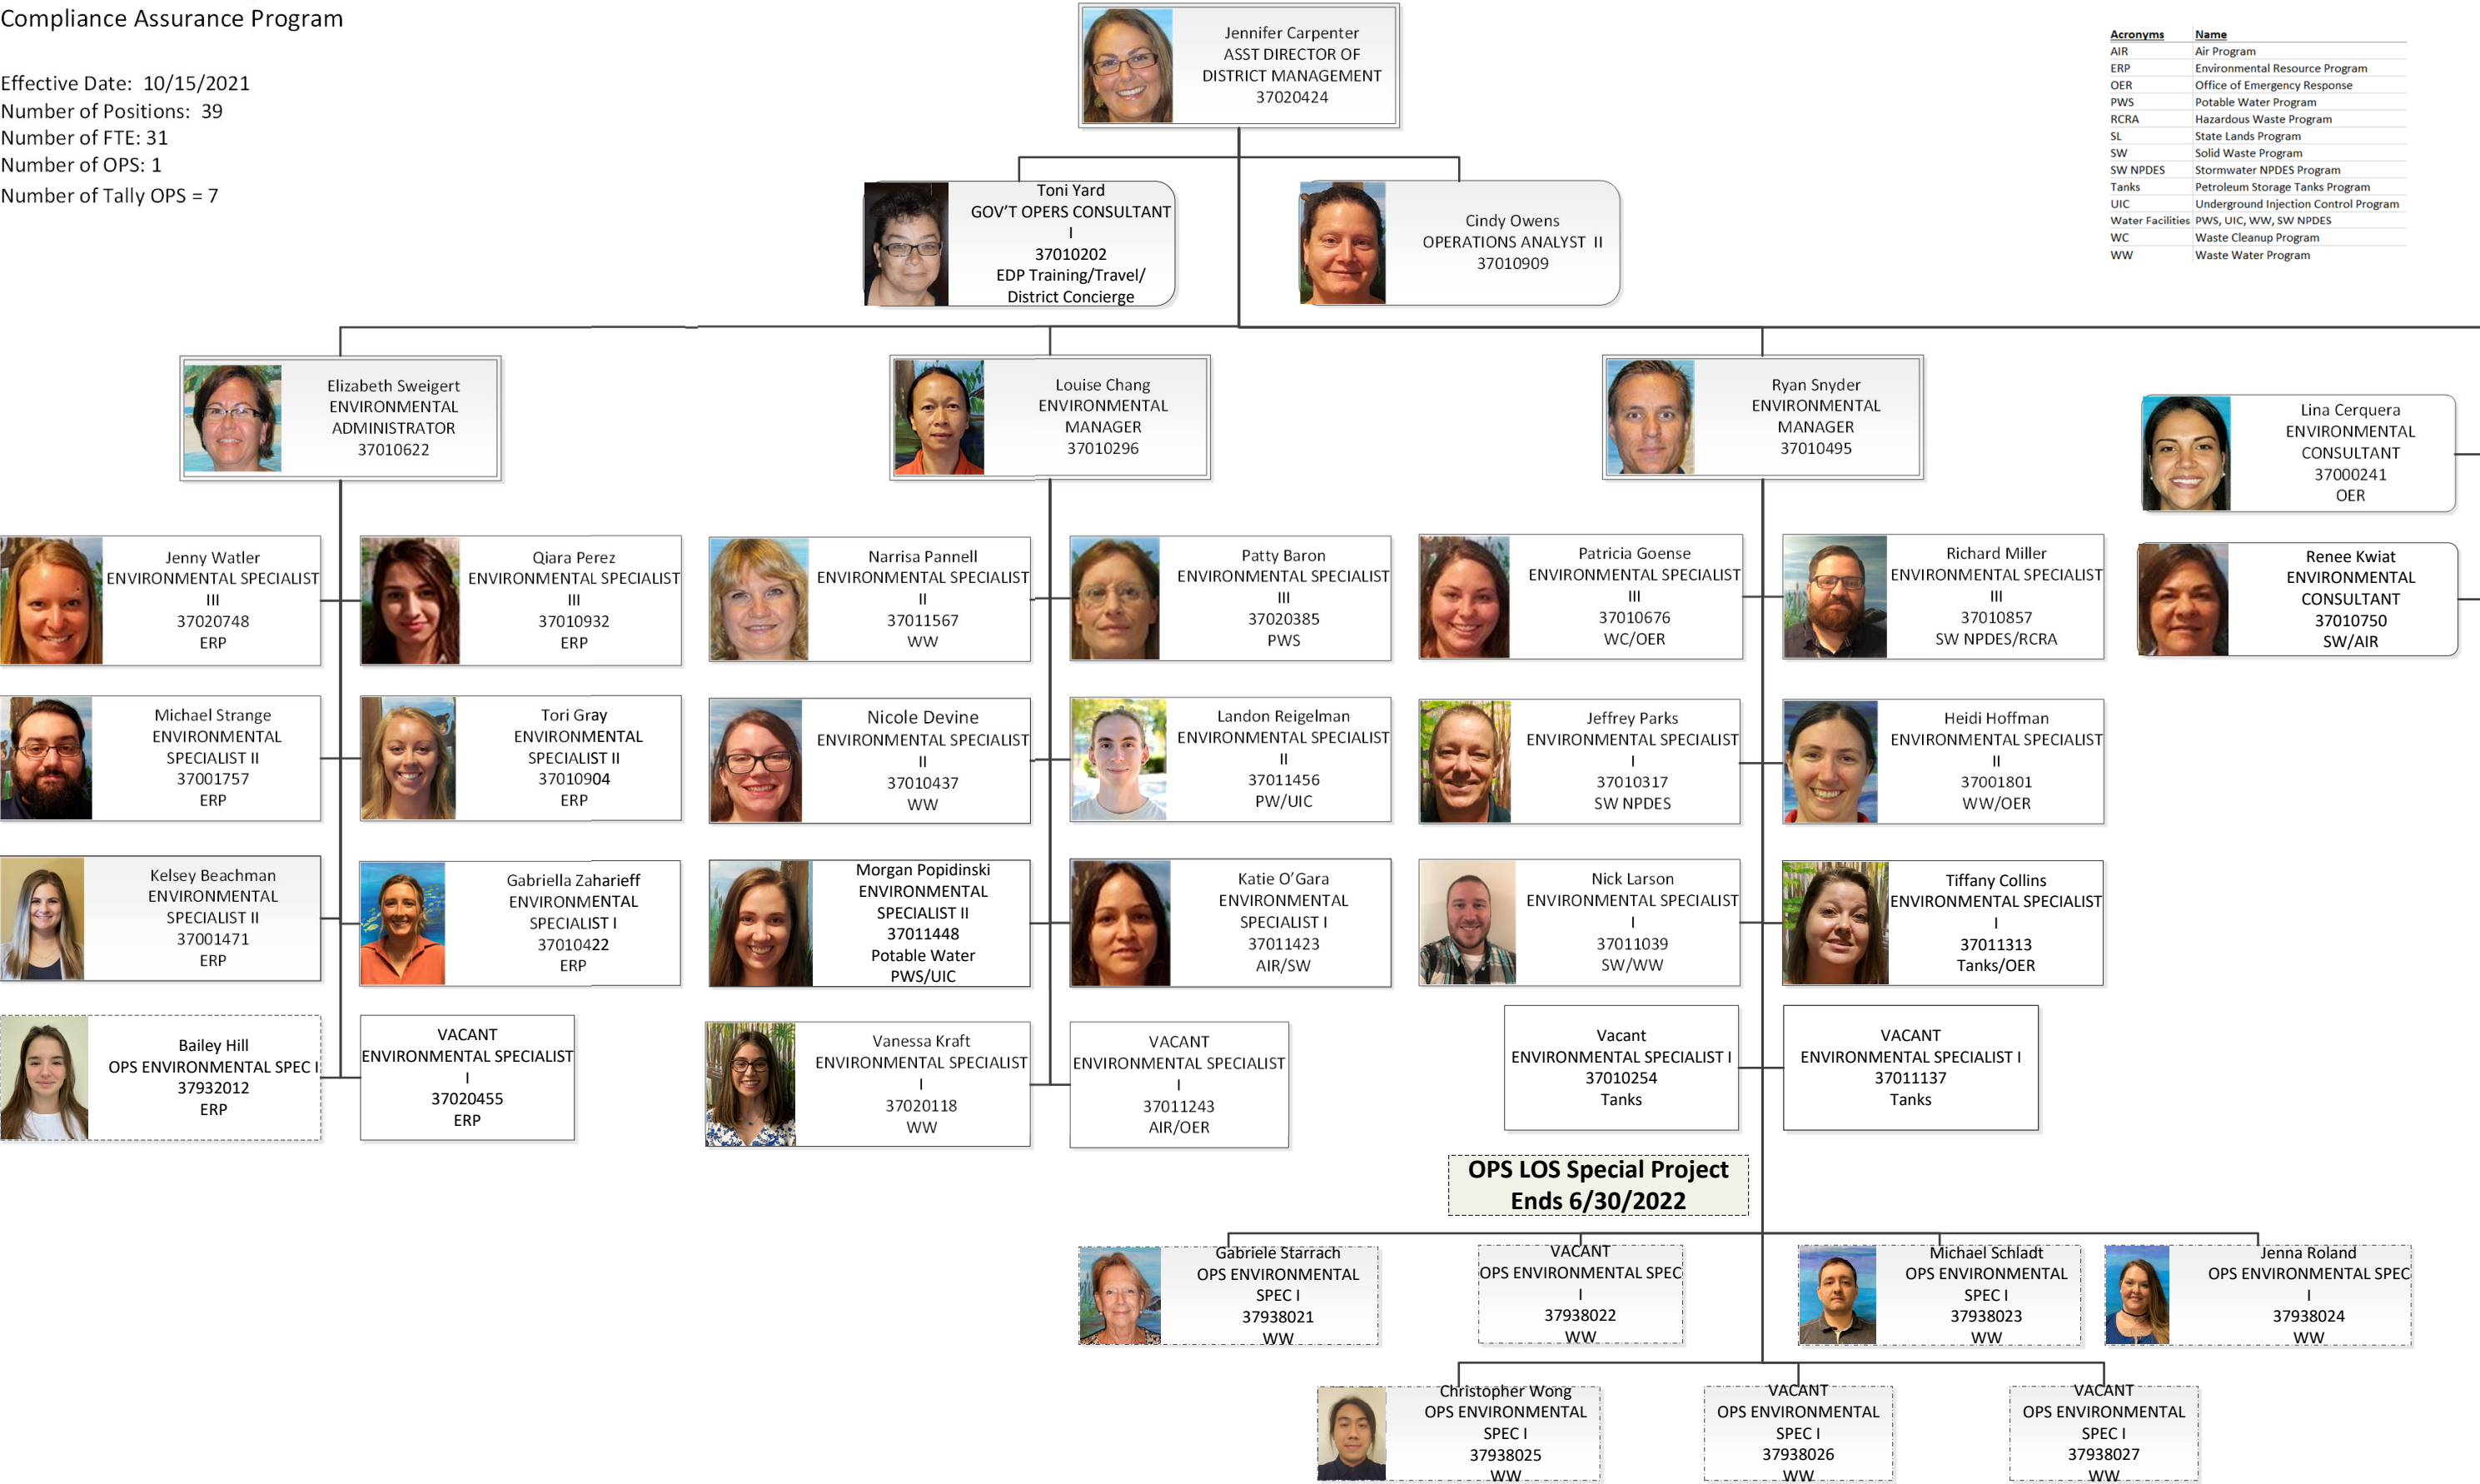 Compliance Assurance Program
Effective Date: 10/15/2021
Number of Positions: 39
Number of FTE: 31
Number of OPS: 1
Number of Tally OPS = 7
Jennifer Carpenter
ASST DIRECTOR OF
DISTRICT MANAGEMENT
37020424
Acronyms Name
AIR Air Program
ERP Environmental Resource Program
OER Office of Emergency Response
PWS Potable Water Program
RCRA Hazardous Waste Program
SL State Lands Program
SW Solid Waste Program
SW NPDES Stormwater NPDES Program
Tanks Petroleum Storage Tanks Program
UIC Underground Injection Control Program
Water Facilities PWS, UIC, WW, SW NPDES
WC Waste Cleanup Program
WW Waste Water Program
Toni Yard
GOV'T OPERS CONSULTANT
I
37010202
EDP Training/Travel/
District Concierge
Cindy Owens
OPERATIONS ANALYST II
37010909
Elizabeth Sweigert
ENVIRONMENTAL
ADMINISTRATOR
37010622
Louise Chang
ENVIRONMENTAL
MANAGER
37010296
Ryan Snyder
ENVIRONMENTAL
MANAGER
37010495
Lina Cerquera
ENVIRONMENTAL
CONSULTANT
37000241
OER
Jenny Watler
ENVIRONMENTAL SPECIALIST
III
37020748
ERP
Qiara Perez
ENVIRONMENTAL SPECIALIST
III
37010932
ERP
Narrisa Pannell
ENVIRONMENTAL SPECIALIST
II
37011567
WW
Patty Baron
ENVIRONMENTAL SPECIALIST
III
37020385
PWS
Patricia Goense
ENVIRONMENTAL SPECIALIST
III
37010676
WC/OER
Richard Miller
ENVIRONMENTAL SPECIALIST
III
37010857
SW NPDES/RCRA
Renee Kwiat
ENVIRONMENTAL
CONSULTANT
37010750
SW/AIR
Michael Strange
ENVIRONMENTAL
SPECIALIST II
37001757
ERP
Tori Gray
ENVIRONMENTAL
SPECIALIST II
37010904
ERP
Nicole Devine
ENVIRONMENTAL SPECIALIST
II
37010437
WW
Landon Reigelman
ENVIRONMENTAL SPECIALIST
II
37011456
PW/UIC
Jeffrey Parks
ENVIRONMENTAL SPECIALIST
I
37010317
SW NPDES
Heidi Hoffman
ENVIRONMENTAL SPECIALIST
II
37001801
WW/OER
Kelsey Beachman
ENVIRONMENTAL
SPECIALIST II
37001471
ERP
Gabriella Zaharieff
ENVIRONMENTAL
SPECIALIST I
37010422
ERP
Morgan Popidinski
ENVIRONMENTAL
SPECIALIST II
37011448
Potable Water
PWS/UIC
Katie O'Gara
ENVIRONMENTAL
SPECIALIST I
37011423
AIR/SW
Nick Larson
ENVIRONMENTAL SPECIALIST
I
37011039
SW/WW
Tiffany Collins
ENVIRONMENTAL SPECIALIST
I
37011313
Tanks/OER
Bailey Hill
OPS ENVIRONMENTAL SPEC I
37932012
ERP
VACANT
ENVIRONMENTAL SPECIALIST
I
37020455
ERP
Vanessa Kraft
ENVIRONMENTAL SPECIALIST
I
37020118
WW
VACANT
ENVIRONMENTAL SPECIALIST
I
37011243
AIR/OER
Vacant
ENVIRONMENTAL SPECIALIST I
37010254
Tanks
VACANT
ENVIRONMENTAL SPECIALIST I
37011137
Tanks
OPS LOS Special Project
Ends 6/30/2022
Gabriele Starrach
OPS ENVIRONMENTAL
SPEC I
37938021
WW
VACANT
OPS ENVIRONMENTAL SPEC
I
37938022
WW
Michael Schladt
OPS ENVIRONMENTAL
SPEC I
37938023
WW
Jenna Roland
OPS ENVIRONMENTAL SPEC
I
37938024
WW
Christopher Wong
OPS ENVIRONMENTAL
SPEC I
37938025
WW
VACANT
OPS ENVIRONMENTAL
SPEC I
37938026
WW
VACANT
OPS ENVIRONMENTAL
SPEC I
37938027
WW